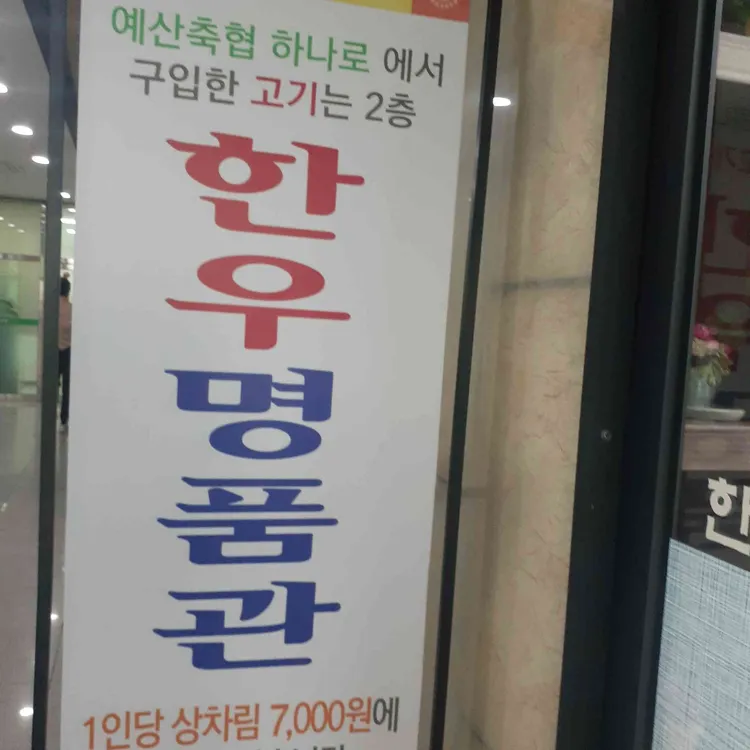 예산축협 하나로 에서
구입한 고기는 2층
한우명품관
1인당 상차림 7,000원에
한